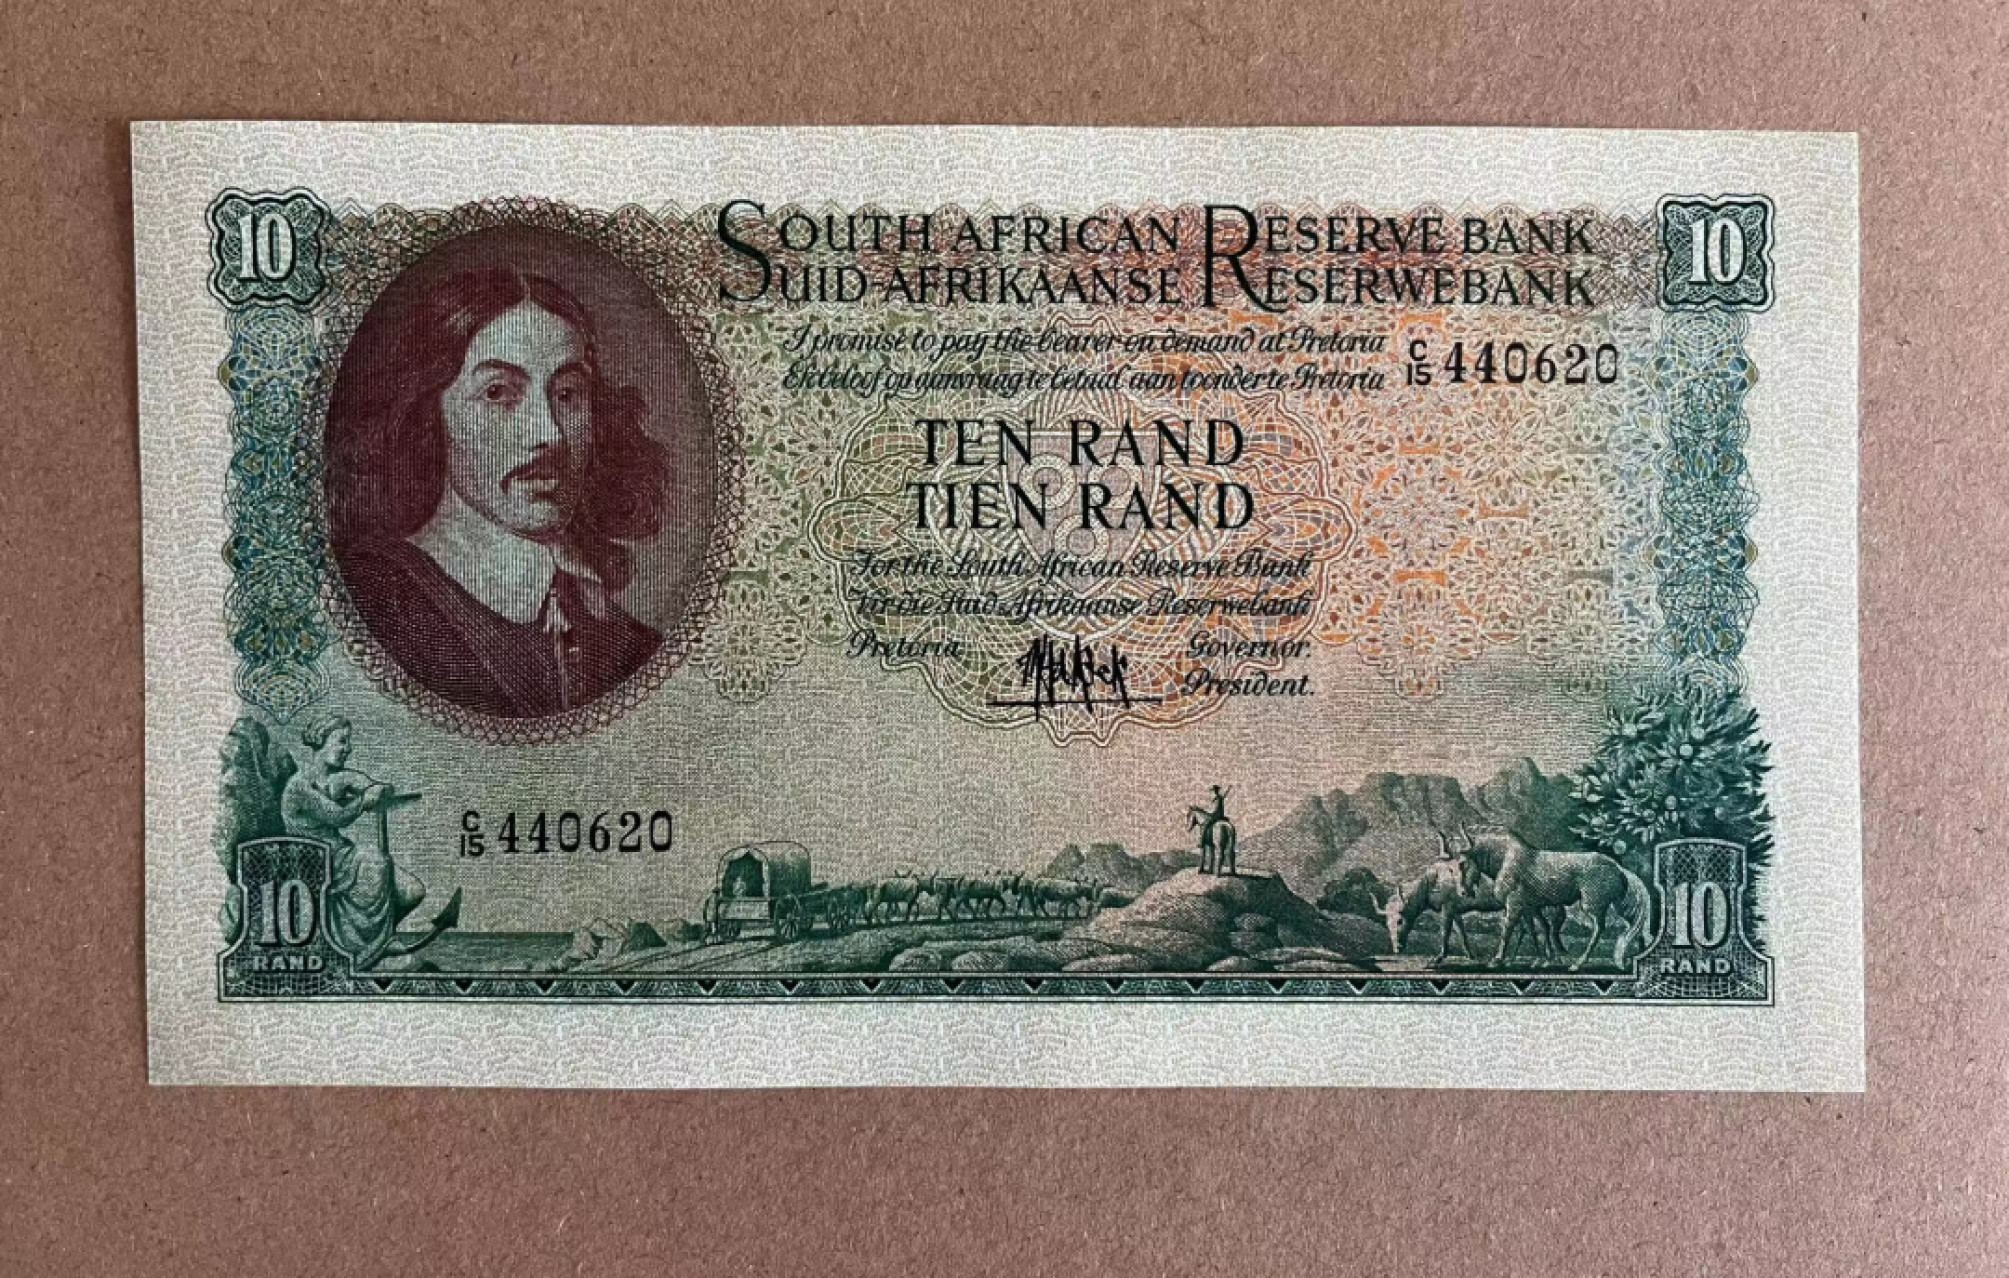 10
SOUTH AFRICAN RESERVE BANK
10
SUID-AFRIKAANSE RESERWEBANK
I promise to pay the bearer on demand at Pretoria
Ek beloof op aanvraag te betaal aan toonder te Pretoria
C/15 440620
TEN RAND
TIEN RAND
For the South African Reserve Bank
Vir die Suid-Afrikaanse Reserwebank
Pretoria
Governor.
President.
C/15 440620
10
RAND
10
RAND